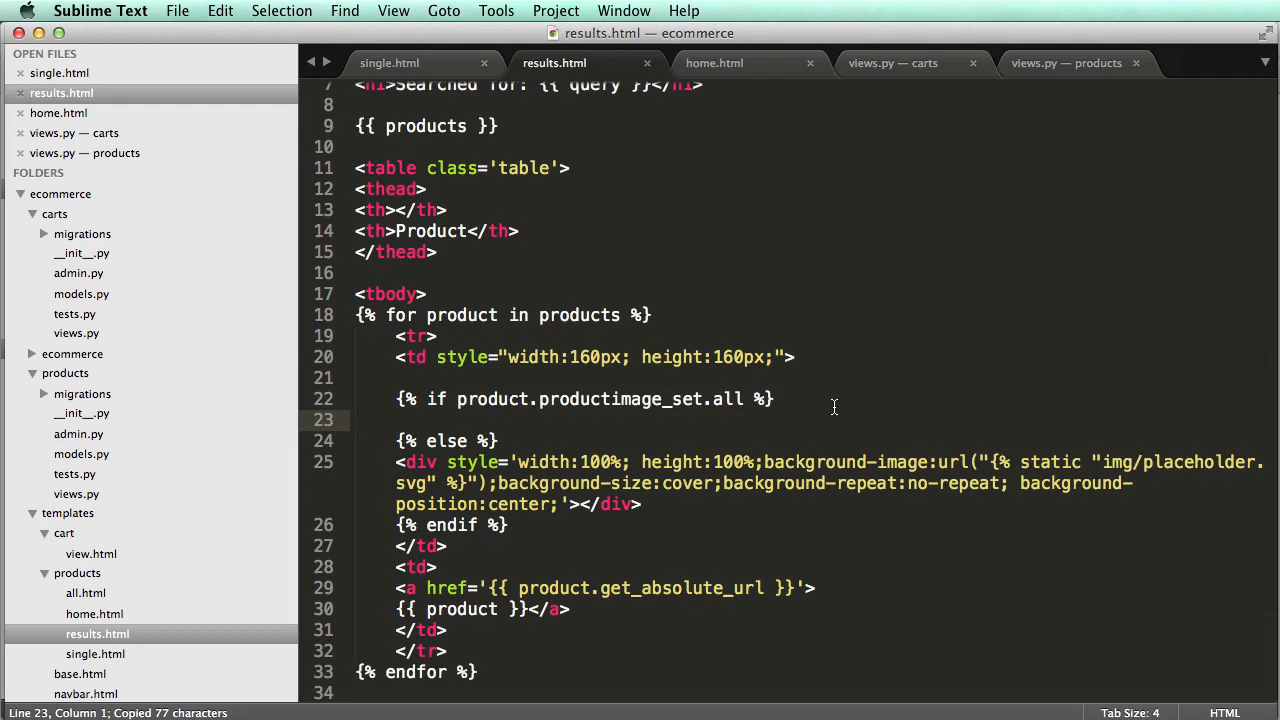 Sublime Text File Edit Selection Find View Goto Tools Project Window Help
results.html — ecommerce
OPEN FILES
× single.html
× results.html
× home.html
× views.py — carts
× views.py — products
FOLDERS
ecommerce
carts
migrations
__init__.py
admin.py
models.py
tests.py
views.py
ecommerce
products
migrations
__init__.py
admin.py
models.py
tests.py
views.py
templates
cart
view.html
products
all.html
home.html
results.html
single.html
base.html
navbar.html
single.html × results.html × home.html × views.py — carts × views.py — products ×
7 <h1>Searched for: {{ query }}</h1>
8
9 {{ products }}
10
11 <table class='table'>
12 <thead>
13 <th></th>
14 <th>Product</th>
15 </thead>
16
17 <tbody>
18 {% for product in products %}
19 <tr>
20 <td style="width:160px; height:160px;">
21
22 {% if product.productimage_set.all %}
23
24 {% else %}
25 <div style='width:100%; height:100%;background-image:url("{% static "img/placeholder.
svg" %}");background-size:cover;background-repeat:no-repeat; background-
position:center;'></div>
26 {% endif %}
27 </td>
28 <td>
29 <a href='{{ product.get_absolute_url }}'>
30 {{ product }}</a>
31 </td>
32 </tr>
33 {% endfor %}
34
Line 23, Column 1; Copied 77 characters Tab Size: 4 HTML